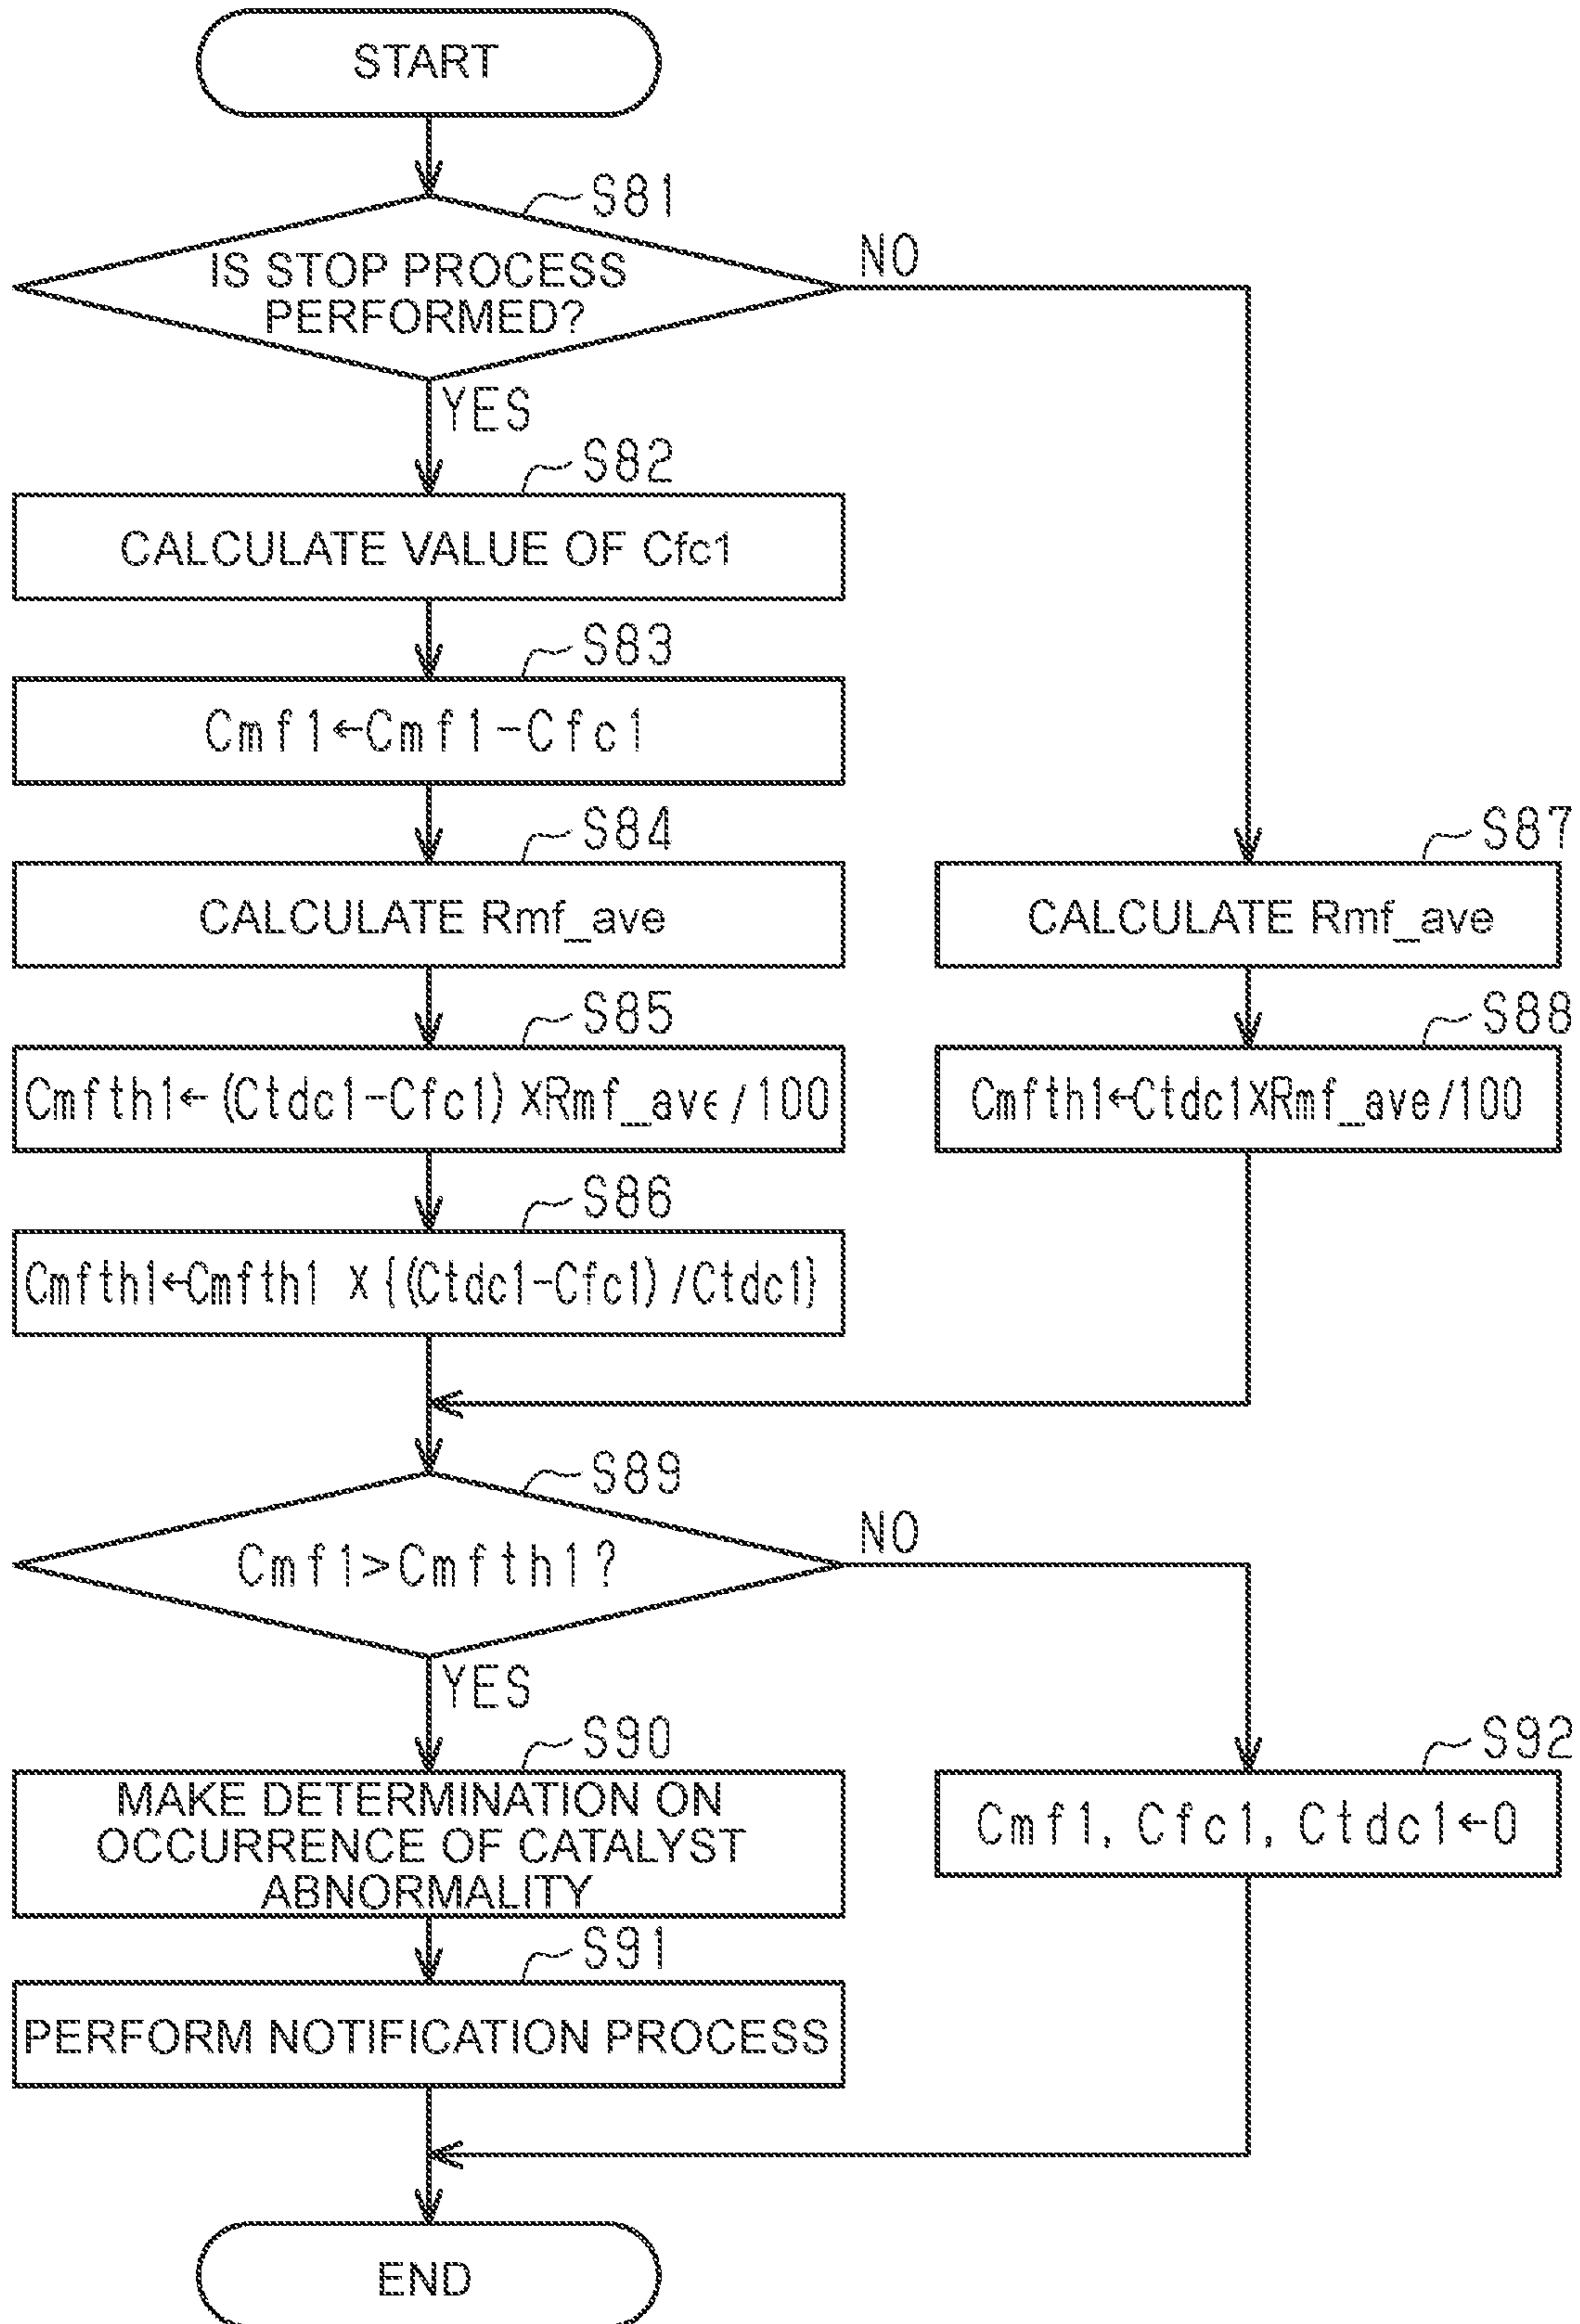 START
S81
IS STOP PROCESS
PERFORMED?
NO
YES
S82
CALCULATE VALUE OF Cfc1
S83
Cmf1←Cmf1-Cfc1
S84
CALCULATE Rmf_ave
S87
CALCULATE Rmf_ave
S85
Cmfth1←(Ctdc1-Cfc1)XRmf_ave/100
S88
Cmfth1←Ctdc1XRmf_ave/100
S86
Cmfth1←Cmfth1 X{(Ctdc1-Cfc1)/Ctdc1}
S89
Cmf1>Cmfth1?
NO
YES
S90
MAKE DETERMINATION ON
OCCURRENCE OF CATALYST
ABNORMALITY
S92
Cmf1, Cfc1, Ctdc1←0
S91
PERFORM NOTIFICATION PROCESS
END